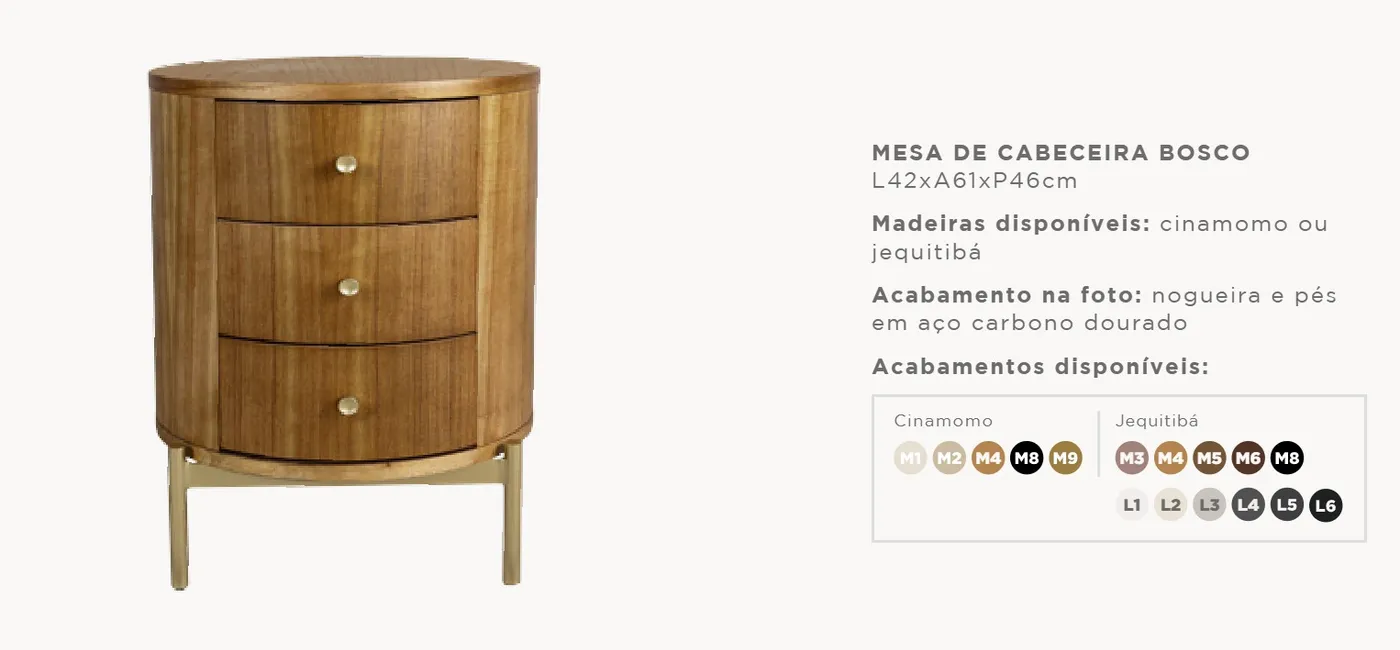 MESA DE CABECEIRA BOSCO
L42xA61xP46cm
Madeiras disponíveis: cinamomo ou
jequitibá
Acabamento na foto: nogueira e pés
em aço carbono dourado
Acabamentos disponíveis:
Cinamomo
M1 M2 M4 M8 M9
Jequitibá
M3 M4 M5 M6 M8
L1 L2 L3 L4 L5 L6